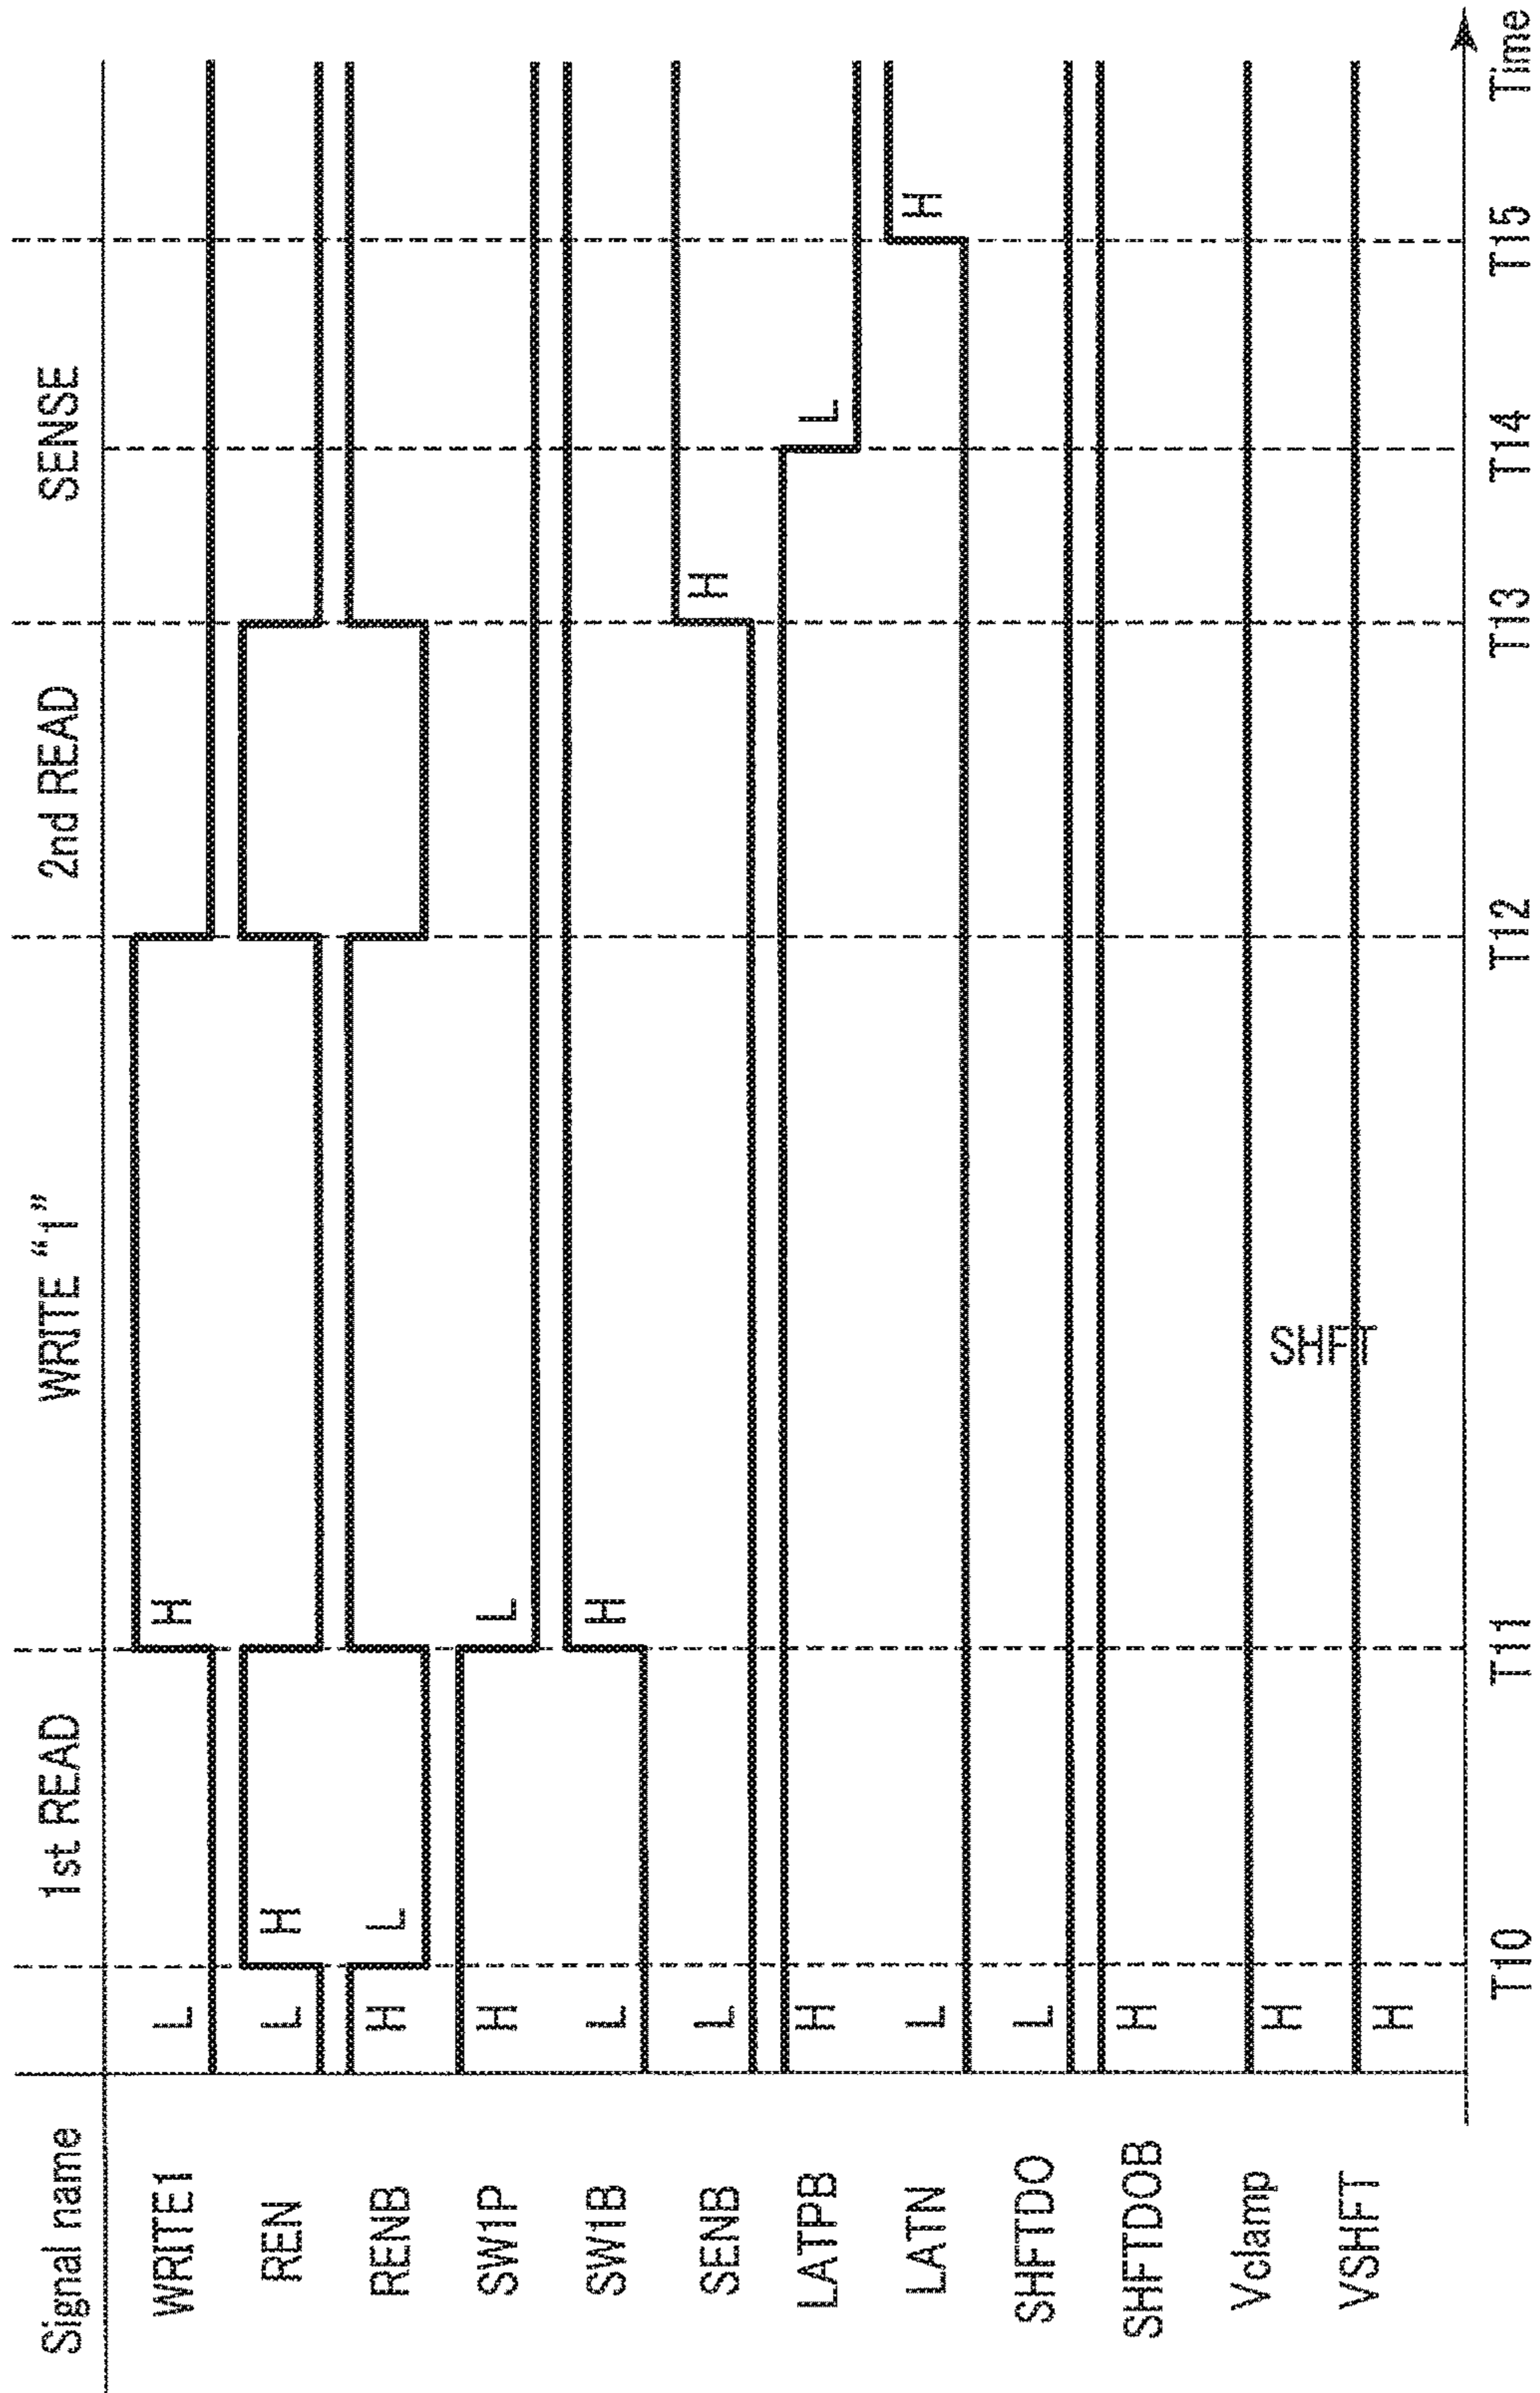 Signal name 1st READ WRITE “1” 2nd READ SENSE
WRITE1 L H
REN L H
RENB H L
SW1P H L
SW1B L H
SENB L H
LATPB H L
LATN L H
SHFTDO L
SHFTDOB H
Vclamp H
SHFT
VSHFT H
T10 T11 T12 T13 T14 T15 Time